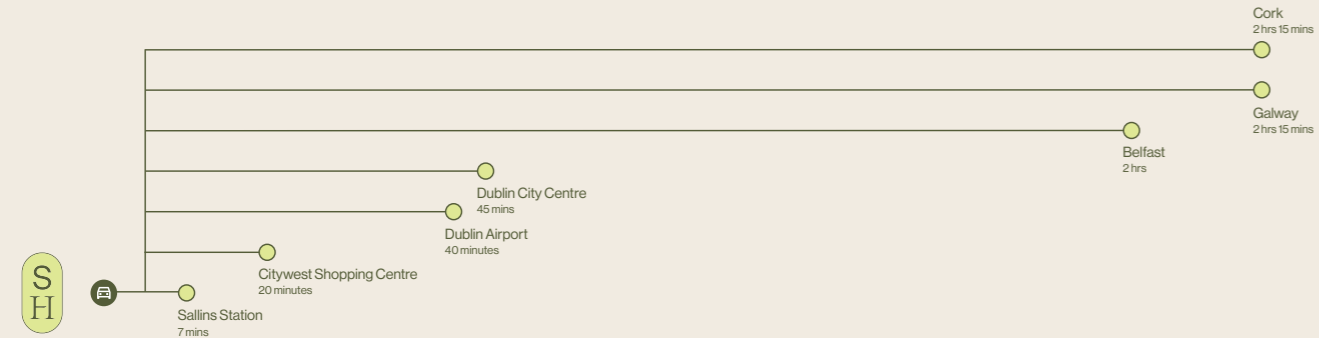 Cork
2 hrs 15 mins
Galway
2 hrs 15 mins
Belfast
2 hrs
Dublin City Centre
45 mins
Dublin Airport
40 minutes
Citywest Shopping Centre
20 minutes
S
H
Sallins Station
7 mins